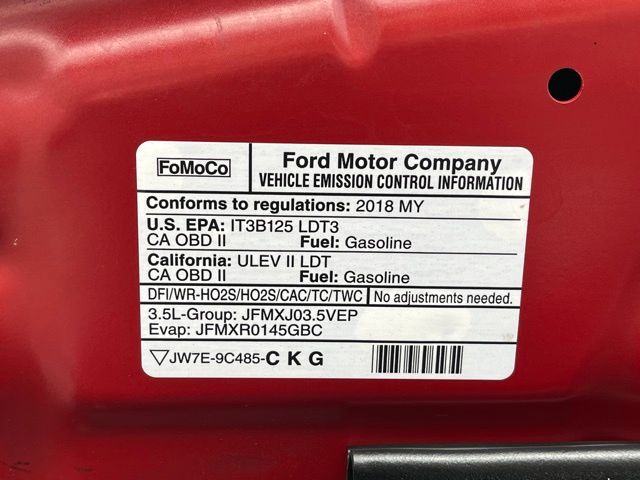 FoMoCo
Ford Motor Company
VEHICLE EMISSION CONTROL INFORMATION
Conforms to regulations: 2018 MY
U.S. EPA: IT3B125 LDT3
CA OBD II Fuel: Gasoline
California: ULEV II LDT
CA OBD II Fuel: Gasoline
DFI/WR-HO2S/HO2S/CAC/TC/TWC No adjustments needed.
3.5L-Group: JFMXJ03.5VEP
Evap: JFMXR0145GBC
JW7E-9C485-C K G